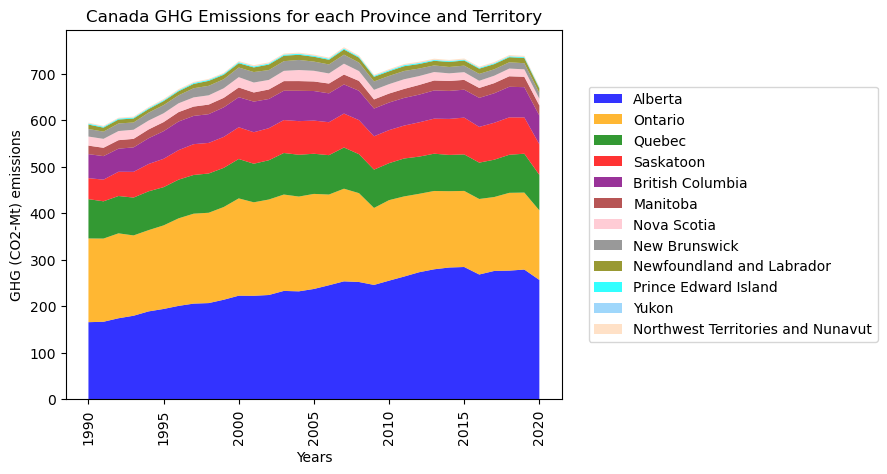 Canada GHG Emissions for each Province and Territory
GHG (CO2-Mt) emissions
700
600
500
400
300
200
100
0
1990
1995
2000
2005
2010
2015
2020
Years
Alberta
Ontario
Quebec
Saskatoon
British Columbia
Manitoba
Nova Scotia
New Brunswick
Newfoundland and Labrador
Prince Edward Island
Yukon
Northwest Territories and Nunavut